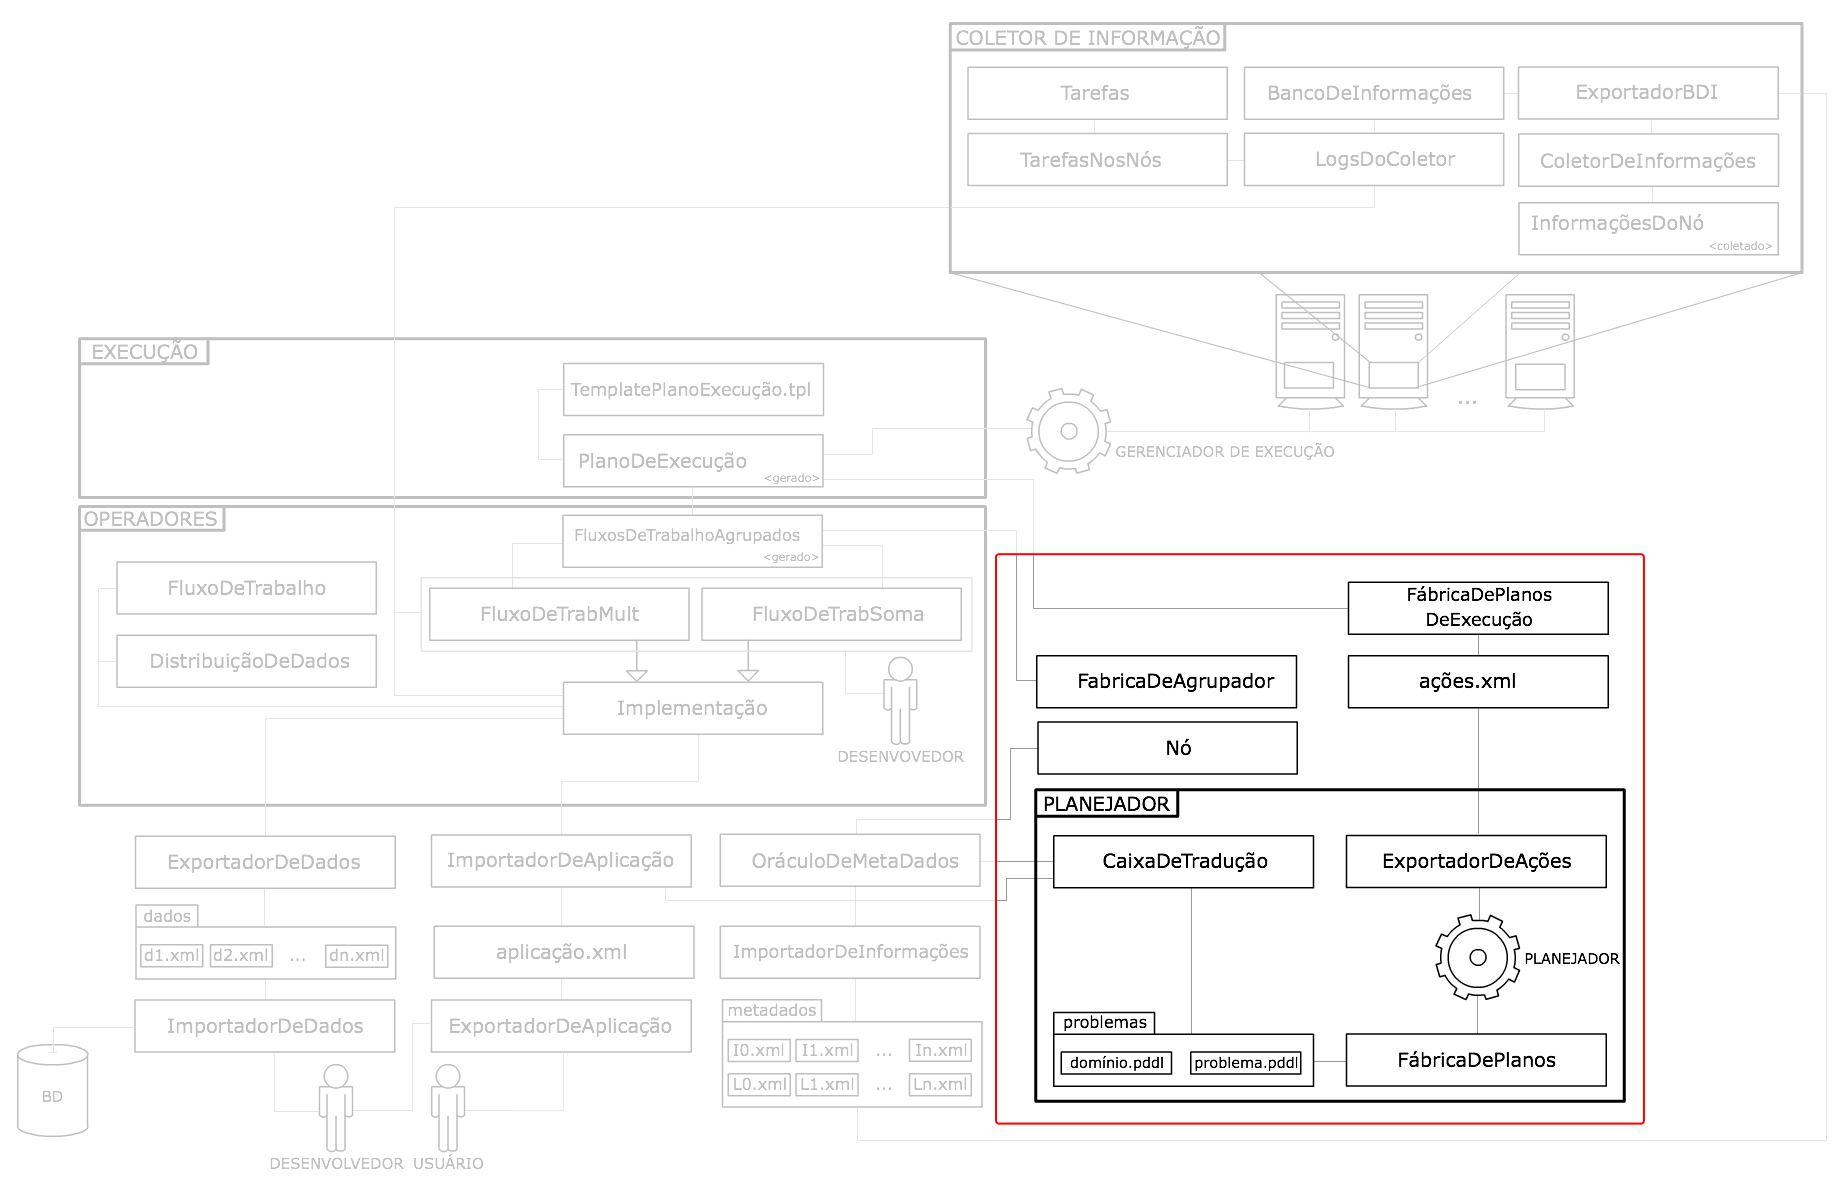 COLETOR DE INFORMAÇÃO
Tarefas
BancoDeInformações
ExportadorBDI
TarefasNosNós
LogsDoColetor
ColetorDeInformações
InformaçõesDoNó
<coletado>
...
GERENCIADOR DE EXECUÇÃO
EXECUÇÃO
TemplatePlanoExecução.tpl
PlanoDeExecução
<gerado>
OPERADORES
FluxosDeTrabalhoAgrupados
<gerado>
FluxoDeTrabalho
FluxoDeTrabMult
FluxoDeTrabSoma
DistribuiçãoDeDados
Implementação
DESENVOVEDOR
FábricaDePlanos
DeExecução
FabricaDeAgrupador
ações.xml
Nó
PLANEJADOR
CaixaDeTradução
ExportadorDeAções
PLANEJADOR
problemas
domínio.pddl
problema.pddl
FábricaDePlanos
ExportadorDeDados
ImportadorDeAplicação
OráculoDeMetaDados
dados
d1.xml
d2.xml
...
dn.xml
aplicação.xml
ImportadorDeInformações
ImportadorDeDados
ExportadorDeAplicação
metadados
I0.xml
I1.xml
...
In.xml
L0.xml
L1.xml
...
Ln.xml
BD
DESENVOLVEDOR
USUÁRIO